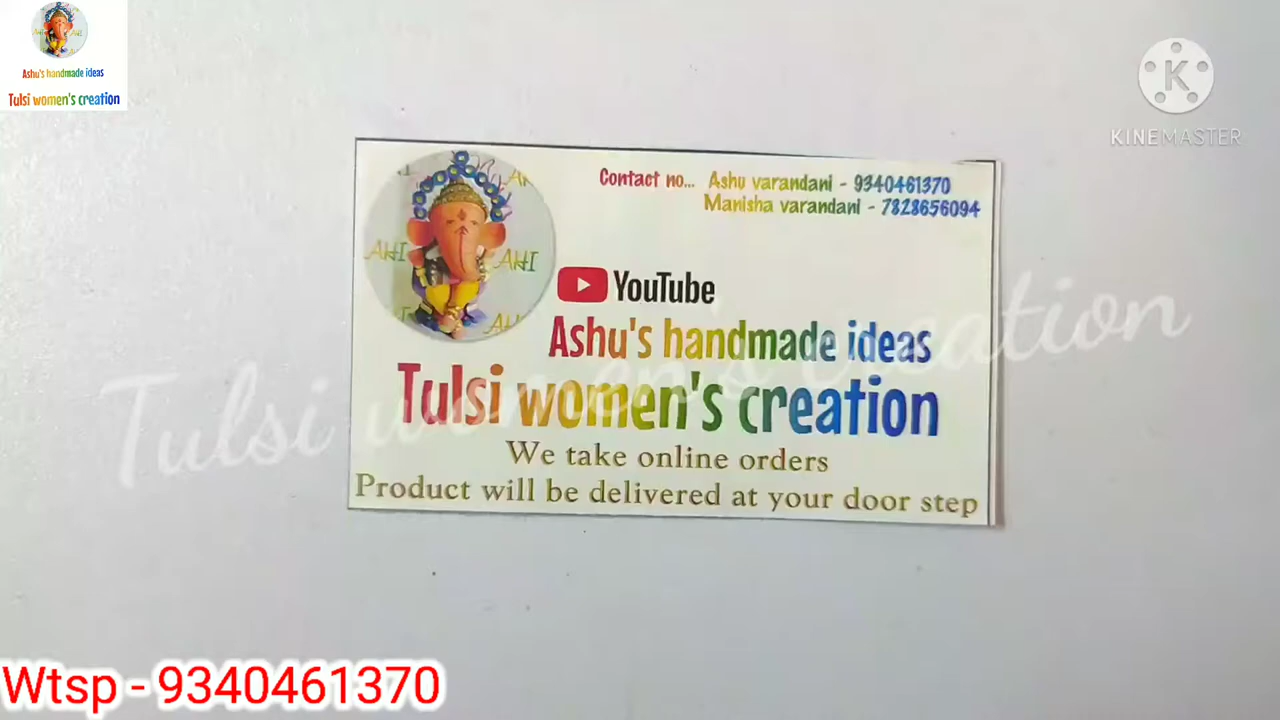 Ashu's handmade ideas
Tulsi women's creation
KINEMASTER
Contact no... Ashu varandani - 9340461370
Manisha varandani - 7828656094
AHI
AHI
YouTube
Ashu's handmade ideas
Tulsi women's creation
We take online orders
Product will be delivered at your door step
Tulsi women's creation
Wtsp - 9340461370